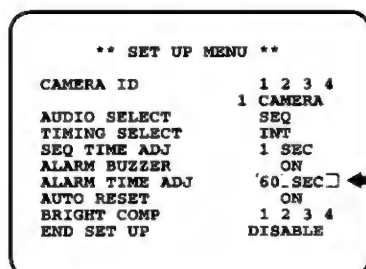 ** SET UP MENU **
CAMERA ID 1 2 3 4
1 CAMERA
AUDIO SELECT SEQ
TIMING SELECT INT
SEQ TIME ADJ 1 SEC
ALARM BUZZER ON
ALARM TIME ADJ 60 SEC
AUTO RESET ON
BRIGHT COMP 1 2 3 4
END SET UP DISABLE